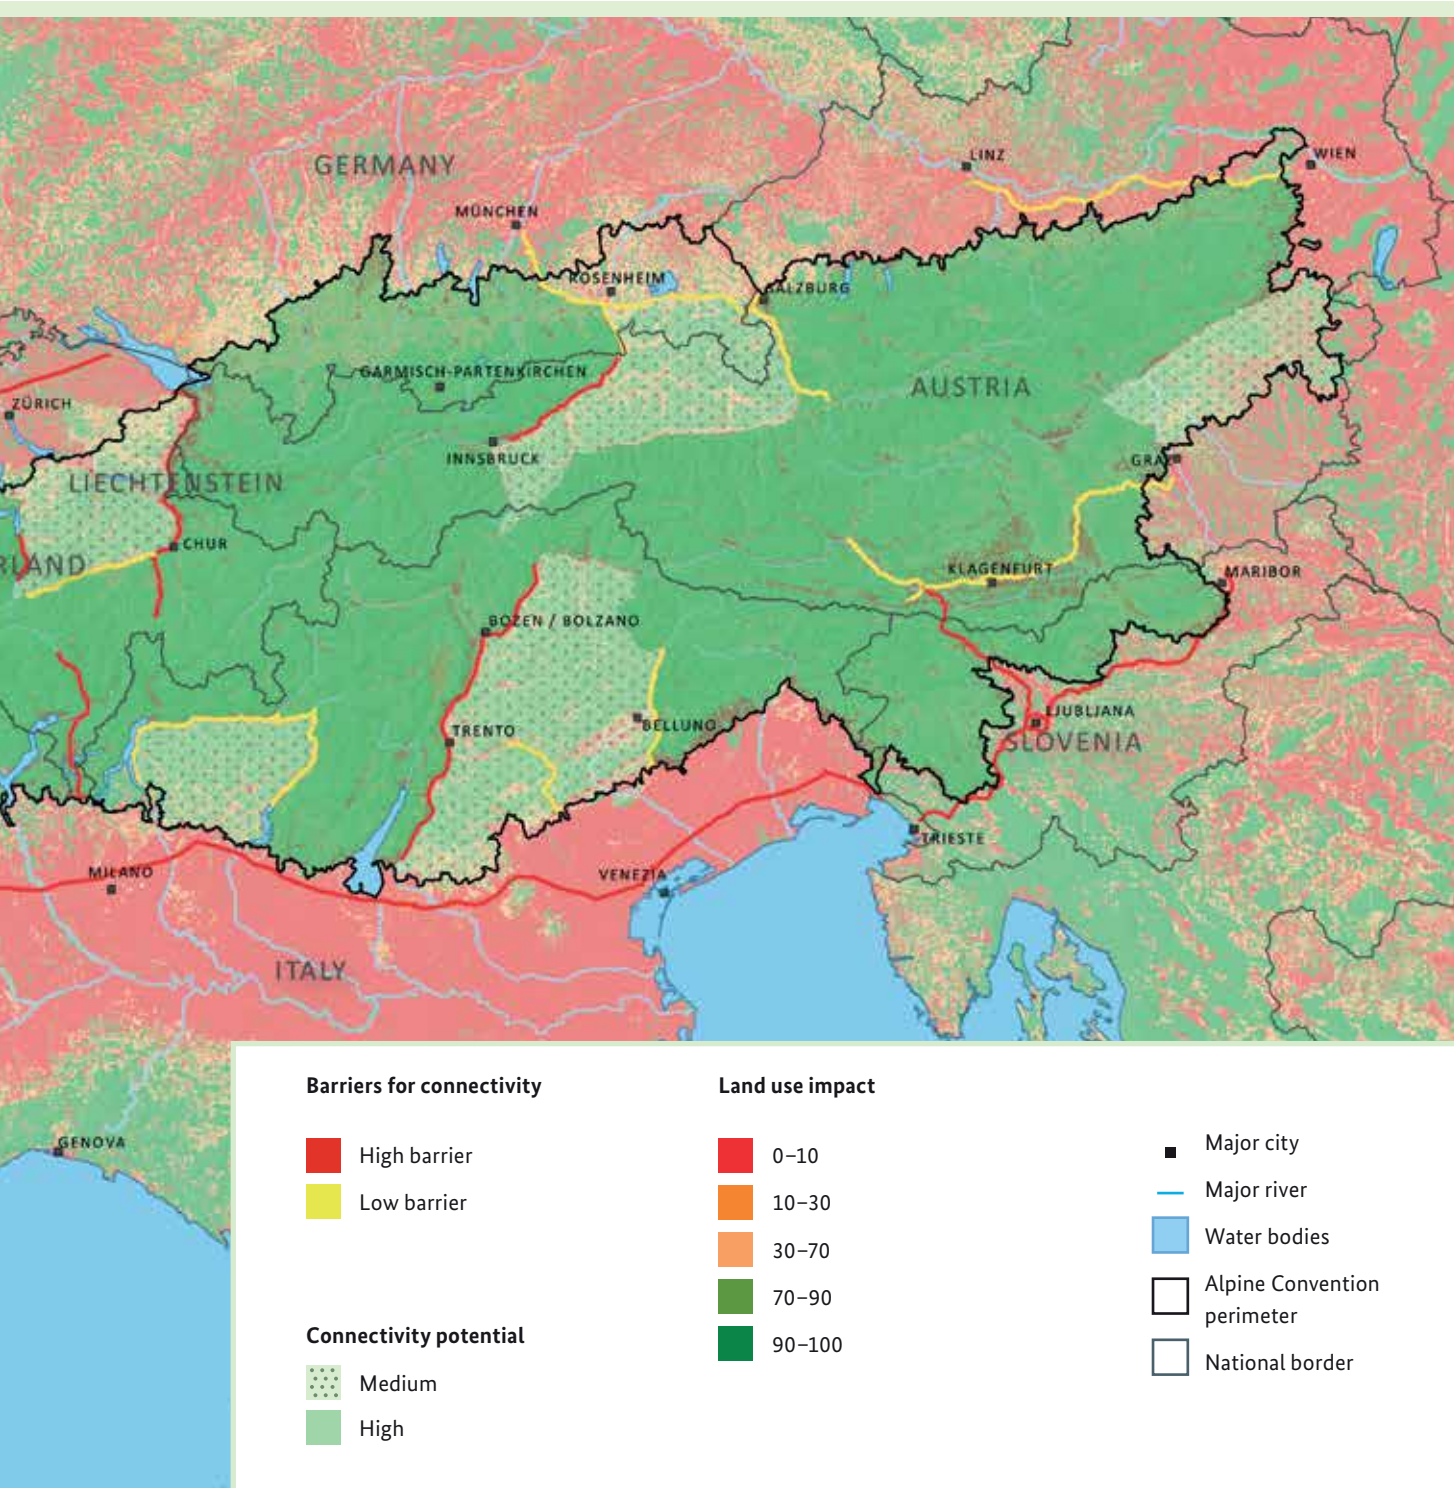 LINZ
WIEN
GERMANY
MÜNCHEN
ROSENHEIM
SALZBURG
GARMISCH-PARTENKIRCHEN
AUSTRIA
ZÜRICH
INNSBRUCK
GRAZ
LIECHTENSTEIN
CHUR
RLAND
KLAGENFURT
MARIBOR
BOZEN / BOLZANO
LJUBLJANA
BELLUNO
TRENTO
SLOVENIA
TRIESTE
MILANO
VENEZIA
ITALY
GENOVA
Barriers for connectivity
High barrier
Low barrier
Connectivity potential
Medium
High
Land use impact
0–10
10–30
30–70
70–90
90–100
Major city
Major river
Water bodies
Alpine Convention
perimeter
National border